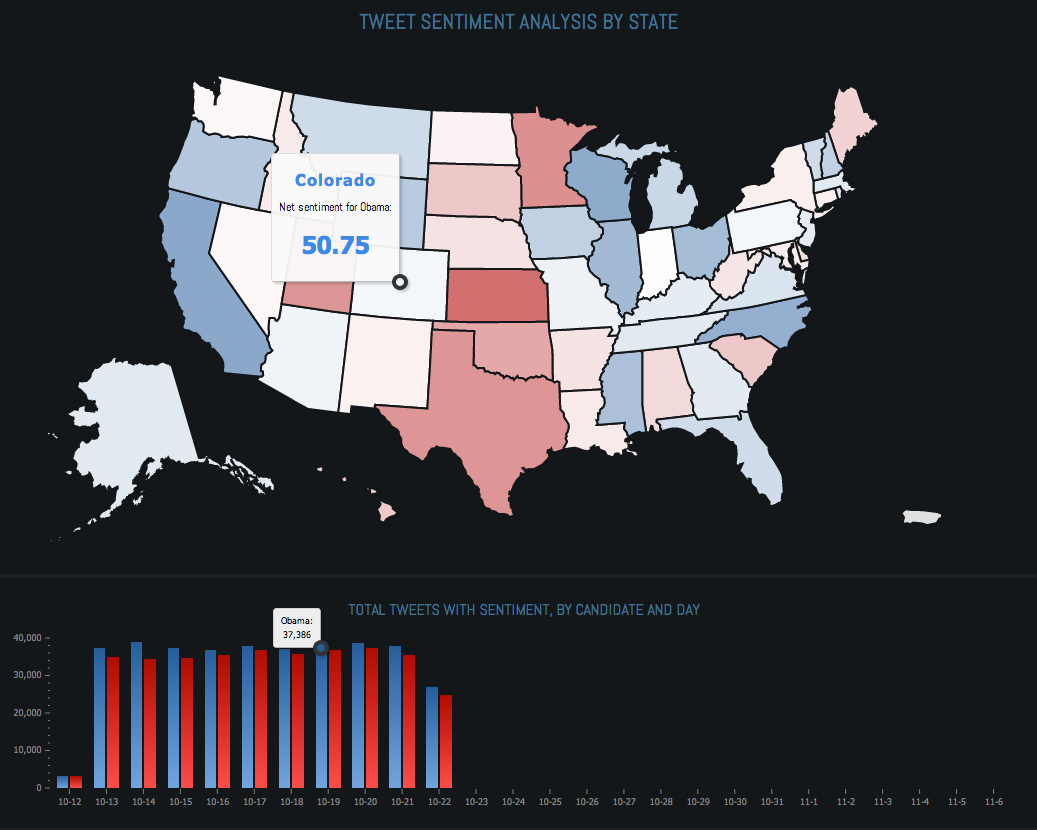 TWEET SENTIMENT ANALYSIS BY STATE
Colorado
Net sentiment for Obama:
50.75
TOTAL TWEETS WITH SENTIMENT, BY CANDIDATE AND DAY
Obama:
37,386
40,000
30,000
20,000
10,000
0
10-12 10-13 10-14 10-15 10-16 10-17 10-18 10-19 10-20 10-21 10-22 10-23 10-24 10-25 10-26 10-27 10-28 10-29 10-30 10-31 11-1 11-2 11-3 11-4 11-5 11-6